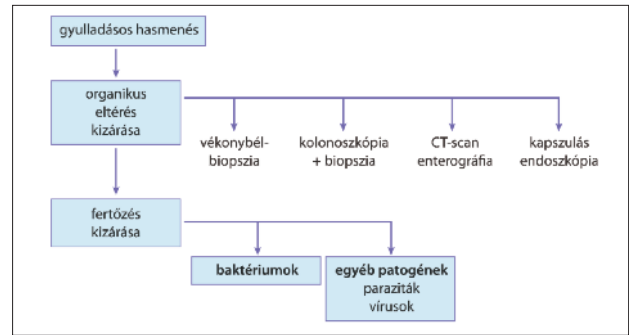 gyulladásos hasmenés
organikus
eltérés
kizárása
vékonybél-
biopszia
kolonoszkópia
+ biopszia
CT-scan
enterográfia
kapszulás
endoszkópia
fertőzés
kizárása
baktériumok
egyéb patogének
paraziták
vírusok